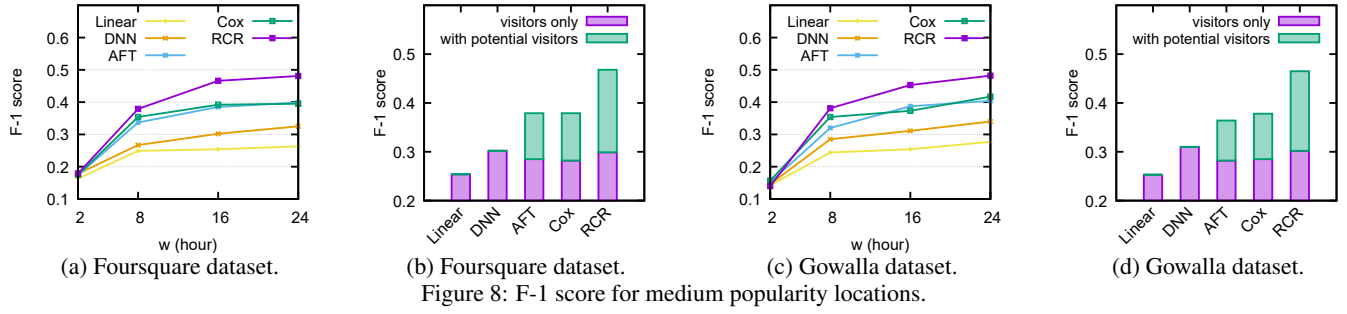 Linear
DNN
AFT
Cox
RCR
F-1 score
0.6
0.5
0.4
0.3
0.2
0.1
2
8
16
24
w (hour)
(a) Foursquare dataset.
visitors only
with potential visitors
F-1 score
0.5
0.4
0.3
0.2
Linear
DNN
AFT
Cox
RCR
(b) Foursquare dataset.
Linear
DNN
AFT
Cox
RCR
F-1 score
0.6
0.5
0.4
0.3
0.2
0.1
2
8
16
24
w (hour)
(c) Gowalla dataset.
visitors only
with potential visitors
F-1 score
0.5
0.4
0.3
0.2
Linear
DNN
AFT
Cox
RCR
(d) Gowalla dataset.
Figure 8: F-1 score for medium popularity locations.